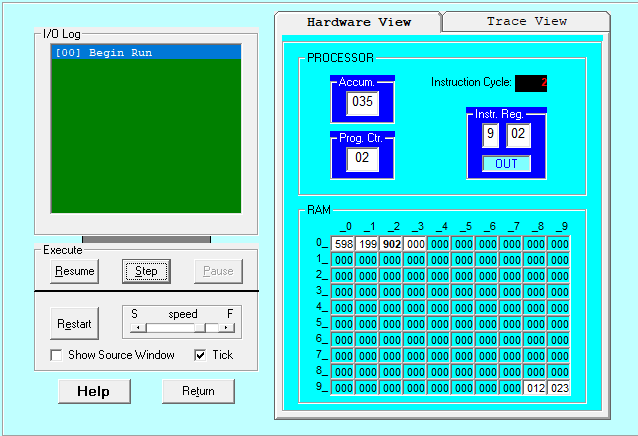 Hardware View Trace View
I/O Log
[00] Begin Run
PROCESSOR
Accum.
035
Instruction Cycle: 2
Instr. Reg.
9 02
OUT
Prog. Ctr.
02
RAM
_0 _1 _2 _3 _4 _5 _6 _7 _8 _9
0_ 598 199 902 000 000 000 000 000 000 000
1_ 000 000 000 000 000 000 000 000 000 000
2_ 000 000 000 000 000 000 000 000 000 000
3_ 000 000 000 000 000 000 000 000 000 000
4_ 000 000 000 000 000 000 000 000 000 000
5_ 000 000 000 000 000 000 000 000 000 000
6_ 000 000 000 000 000 000 000 000 000 000
7_ 000 000 000 000 000 000 000 000 000 000
8_ 000 000 000 000 000 000 000 000 000 000
9_ 000 000 000 000 000 000 000 000 012 023
Execute
Resume Step Pause
Restart
S speed F
Show Source Window Tick
Help Return